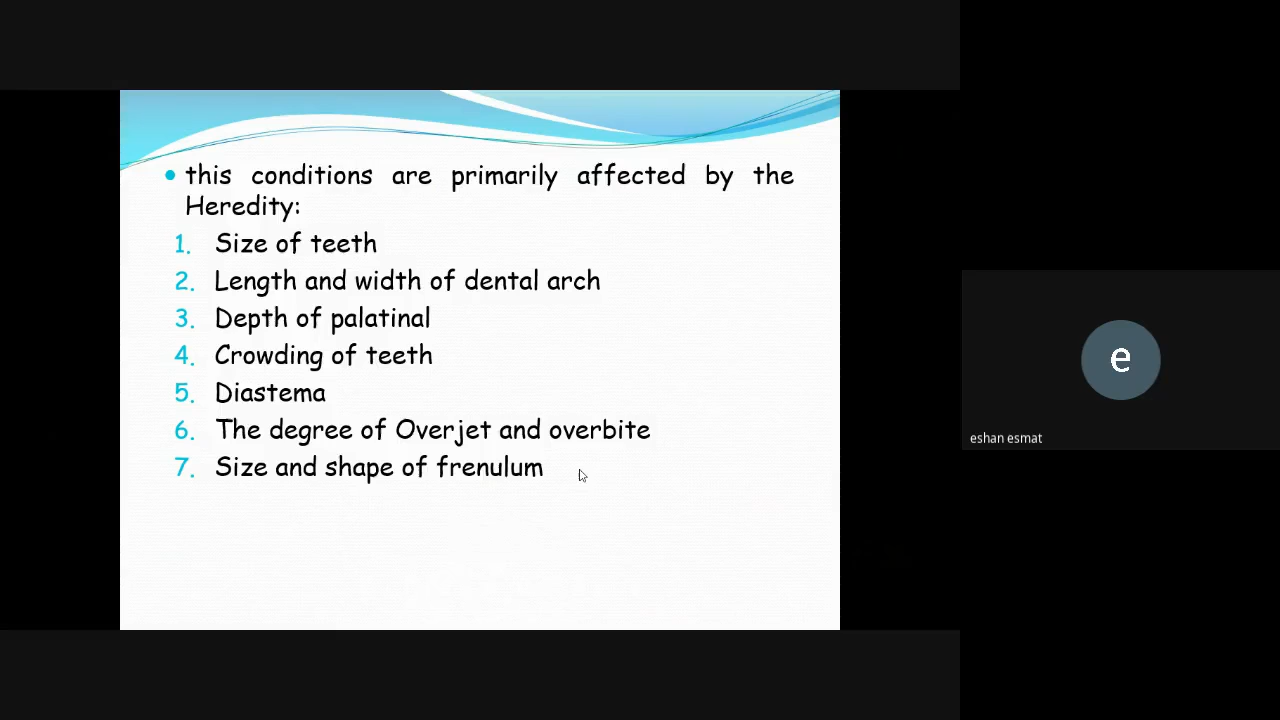 this conditions are primarily affected by the
Heredity:
1. Size of teeth
2. Length and width of dental arch
3. Depth of palatinal
4. Crowding of teeth
5. Diastema
6. The degree of Overjet and overbite
7. Size and shape of frenulum
e
eshan esmat